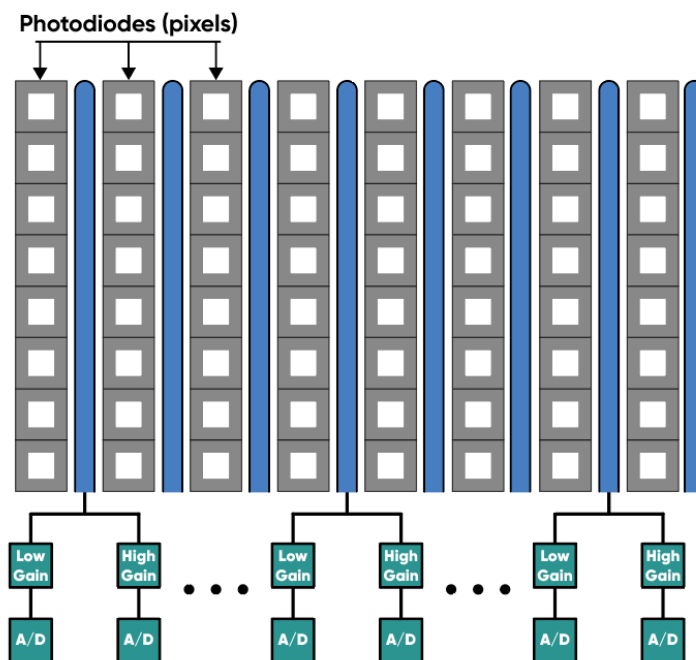 Photodiodes (pixels)
Low
Gain
High
Gain
Low
Gain
High
Gain
Low
Gain
High
Gain
A/D
A/D
A/D
A/D
A/D
A/D